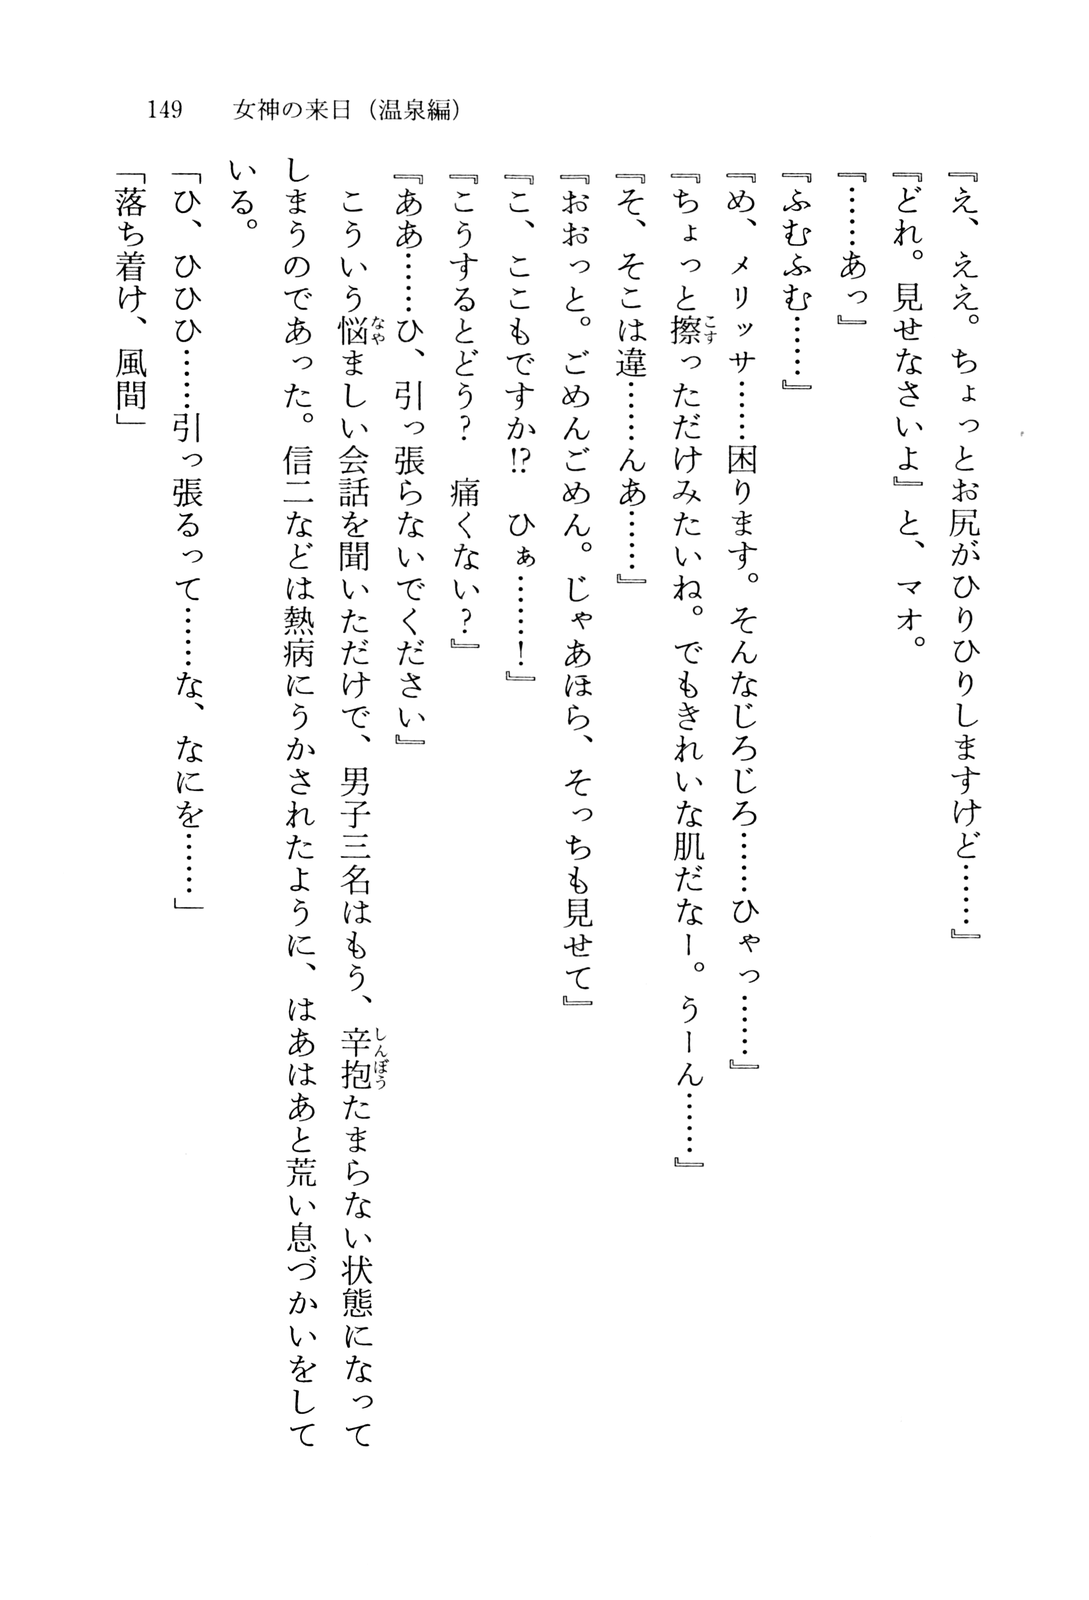 149　女神の来日（温泉編）
『え、ええ。ちょっとお尻がひりひりしますけど……』
『どれ。見せなさいよ』と、マオ。
『……あっ』
『ふむふむ……』
『め、メリッサ……困ります。そんなじろじろ……ひゃっ……』
『ちょっと擦っただけみたいね。でもきれいな肌だなー。うーん……』
『そ、そこは違……んあ……』
『おおっと。ごめんごめん。じゃあほら、そっちも見せて』
『こ、ここもですか!?　ひぁ……！』
『こうするとどう？　痛くない？』
『ああ……ひ、引っ張らないでください』
　こういう悩ましい会話を聞いただけで、男子三名はもう、辛抱たまらない状態になって
しまうのであった。信二などは熱病にうかされたように、はあはあと荒い息づかいをして
いる。
「ひ、ひひひ……引っ張るって……な、なにを……」
「落ち着け、風間」